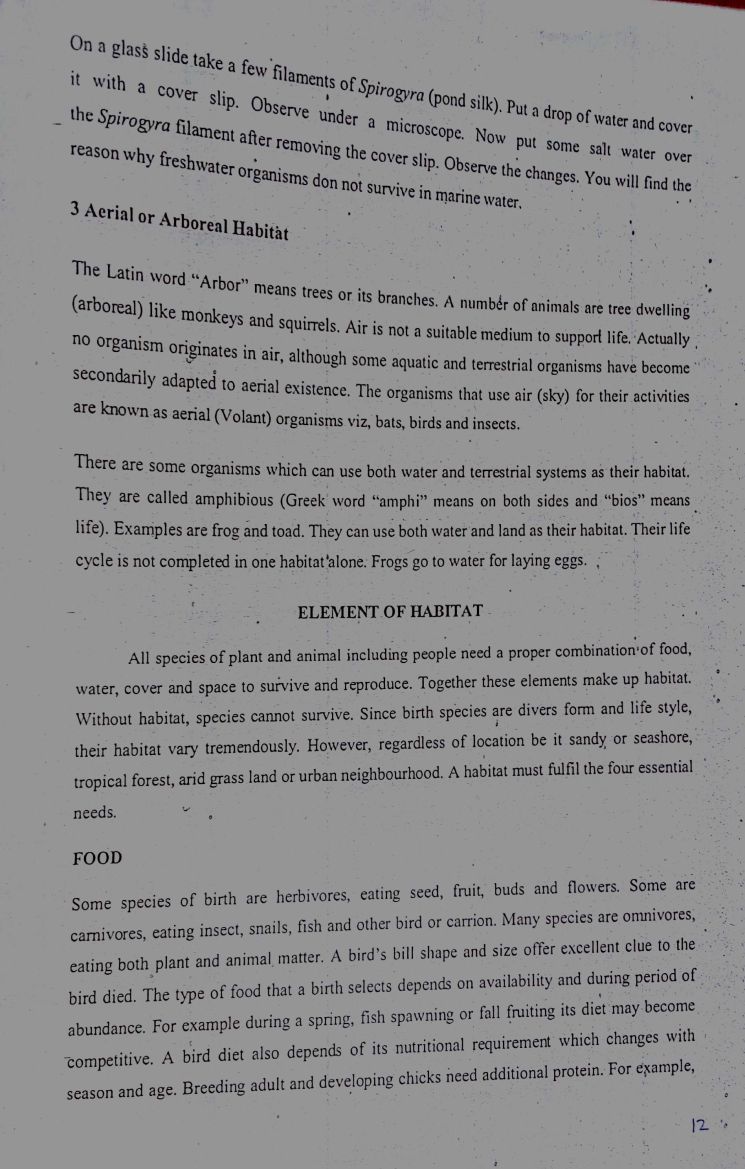 On a glass slide take a few filaments of Spirogyra (pond silk). Put a drop of water and cover
it with a cover slip. Observe under a microscope. Now put some salt water over
the Spirogyra filament after removing the cover slip. Observe the changes. You will find the
reason why freshwater organisms don not survive in marine water.
3 Aerial or Arboreal Habitat
The Latin word “Arbor” means trees or its branches. A number of animals are tree dwelling
(arboreal) like monkeys and squirrels. Air is not a suitable medium to support life. Actually
no organism originates in air, although some aquatic and terrestrial organisms have become
secondarily adapted to aerial existence. The organisms that use air (sky) for their activities
are known as aerial (Volant) organisms viz, bats, birds and insects.
There are some organisms which can use both water and terrestrial systems as their habitat.
They are called amphibious (Greek word “amphi” means on both sides and “bios” means
life). Examples are frog and toad. They can use both water and land as their habitat. Their life
cycle is not completed in one habitat alone. Frogs go to water for laying eggs.
ELEMENT OF HABITAT
All species of plant and animal including people need a proper combination of food,
water, cover and space to survive and reproduce. Together these elements make up habitat.
Without habitat, species cannot survive. Since birth species are divers form and life style,
their habitat vary tremendously. However, regardless of location be it sandy or seashore,
tropical forest, arid grass land or urban neighbourhood. A habitat must fulfil the four essential
needs.
FOOD
Some species of birth are herbivores, eating seed, fruit, buds and flowers. Some are
carnivores, eating insect, snails, fish and other bird or carrion. Many species are omnivores,
eating both plant and animal matter. A bird’s bill shape and size offer excellent clue to the
bird died. The type of food that a birth selects depends on availability and during period of
abundance. For example during a spring, fish spawning or fall fruiting its diet may become
competitive. A bird diet also depends of its nutritional requirement which changes with
season and age. Breeding adult and developing chicks need additional protein. For example,
12